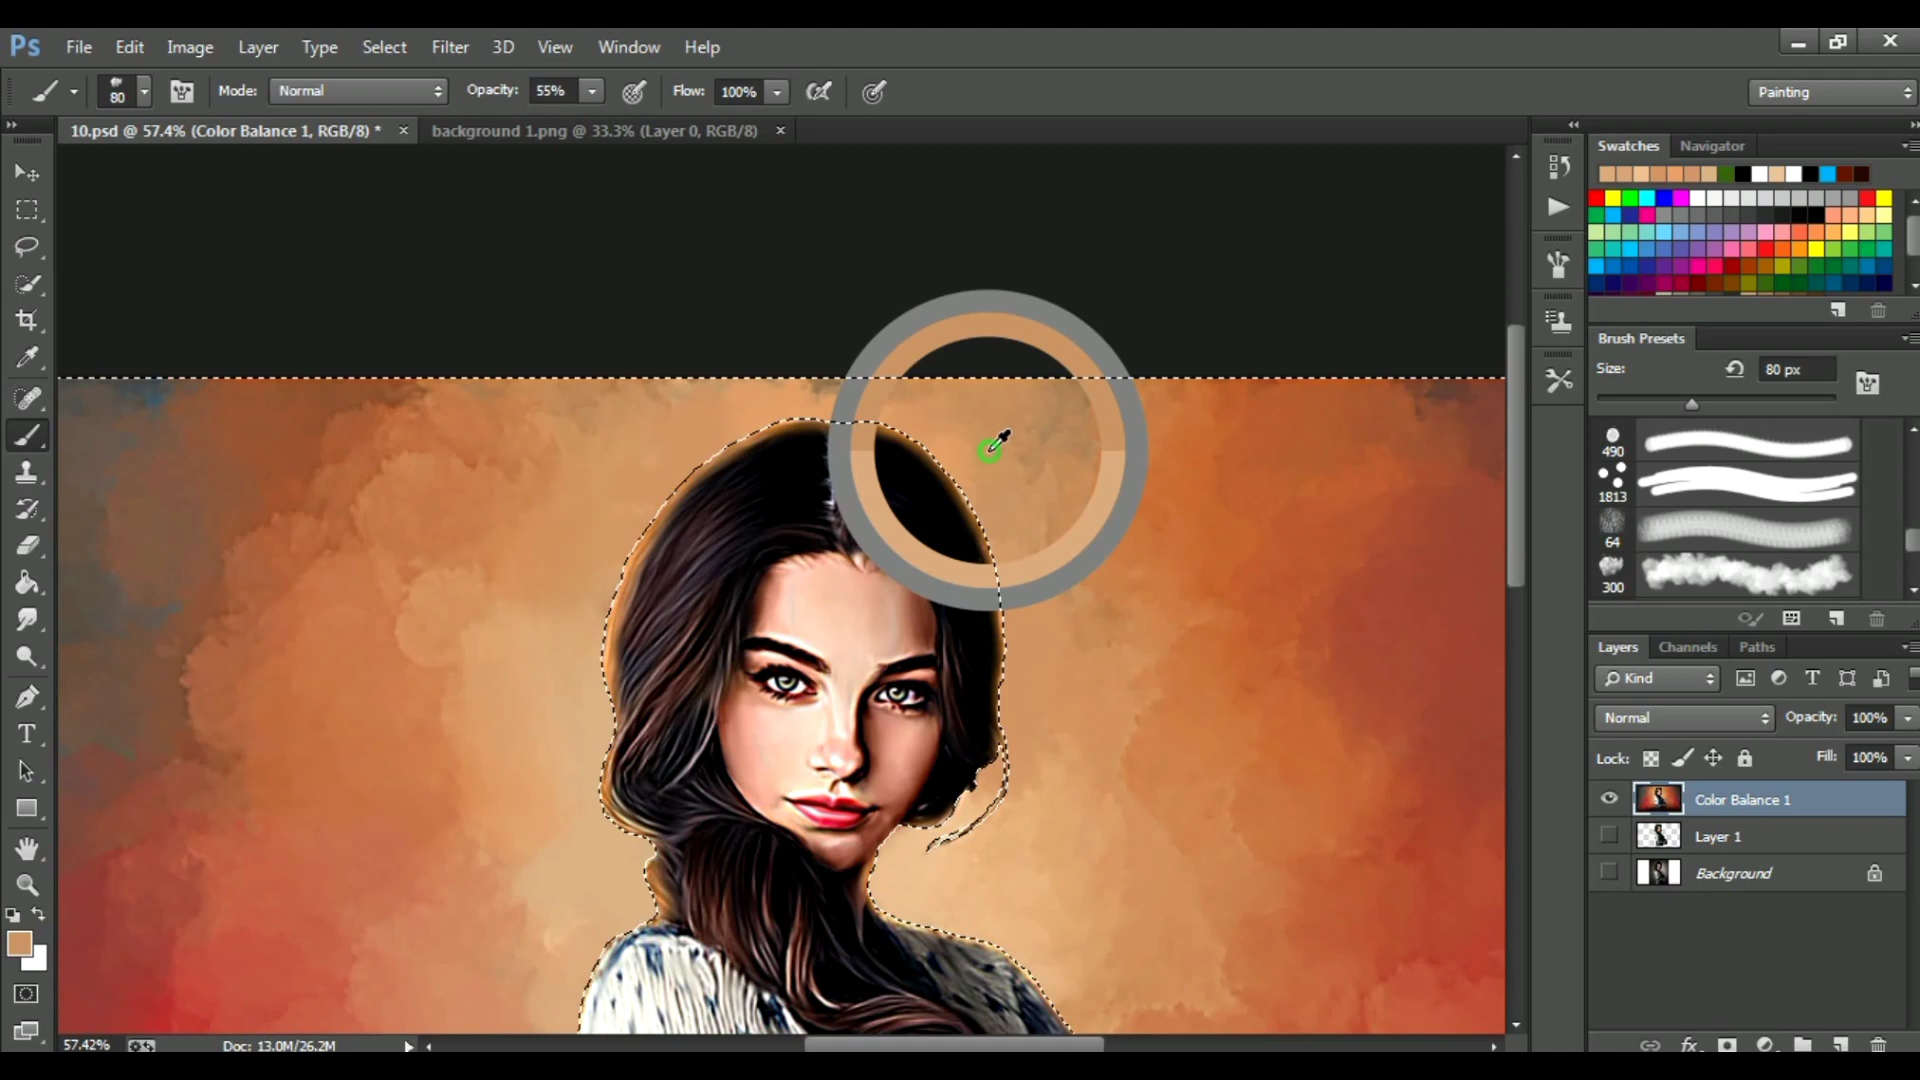 Ps File Edit Image Layer Type Select Filter 3D View Window Help
80 Mode: Normal Opacity: 55% Flow: 100% Painting
10.psd @ 57.4% (Color Balance 1, RGB/8) * × background 1.png @ 33.3% (Layer 0, RGB/8) ×
Swatches Navigator
Brush Presets
Size: 80 px
490
1813
64
300
Layers Channels Paths
Kind
Normal Opacity: 100%
Lock: Fill: 100%
Color Balance 1
Layer 1
Background
57.42% Doc: 13.0M/26.2M